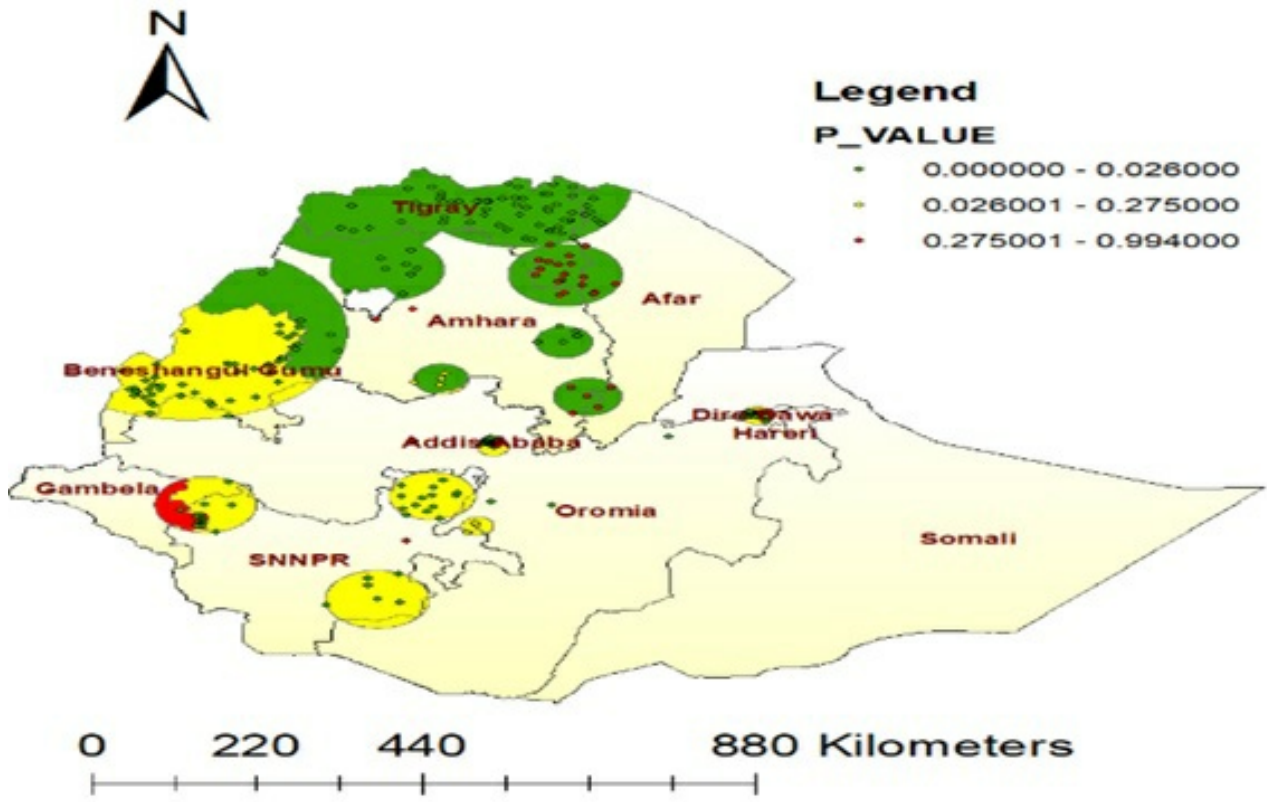 N
Legend
P_VALUE
0.000000 - 0.026000
0.026001 - 0.275000
0.275001 - 0.994000
Tigray
Afar
Amhara
Beneshangul Gumu
Dire Dawa
Hareri
Addis Ababa
Gambela
Oromia
Somali
SNNPR
0 220 440 880 Kilometers